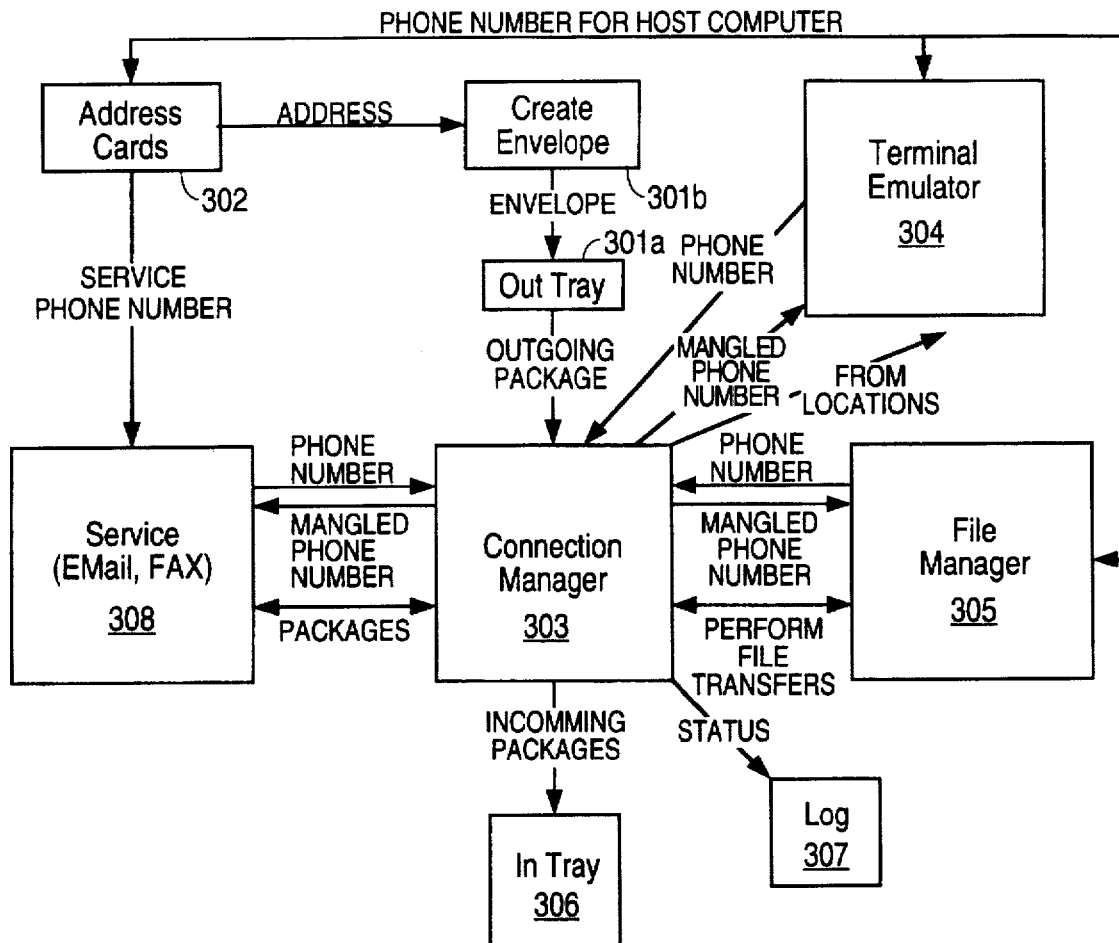 PHONE NUMBER FOR HOST COMPUTER
Address
Cards
302
ADDRESS
Create
Envelope
301b
ENVELOPE
301a
Out Tray
OUTGOING
PACKAGE
Terminal
Emulator
304
SERVICE
PHONE NUMBER
PHONE
NUMBER
MANGLED
PHONE
NUMBER
FROM
LOCATIONS
Service
(EMail, FAX)
308
PHONE
NUMBER
MANGLED
PHONE
NUMBER
PACKAGES
Connection
Manager
303
PHONE
NUMBER
MANGLED
PHONE
NUMBER
PERFORM
FILE
TRANSFERS
File
Manager
305
INCOMMING
PACKAGES
STATUS
In Tray
306
Log
307